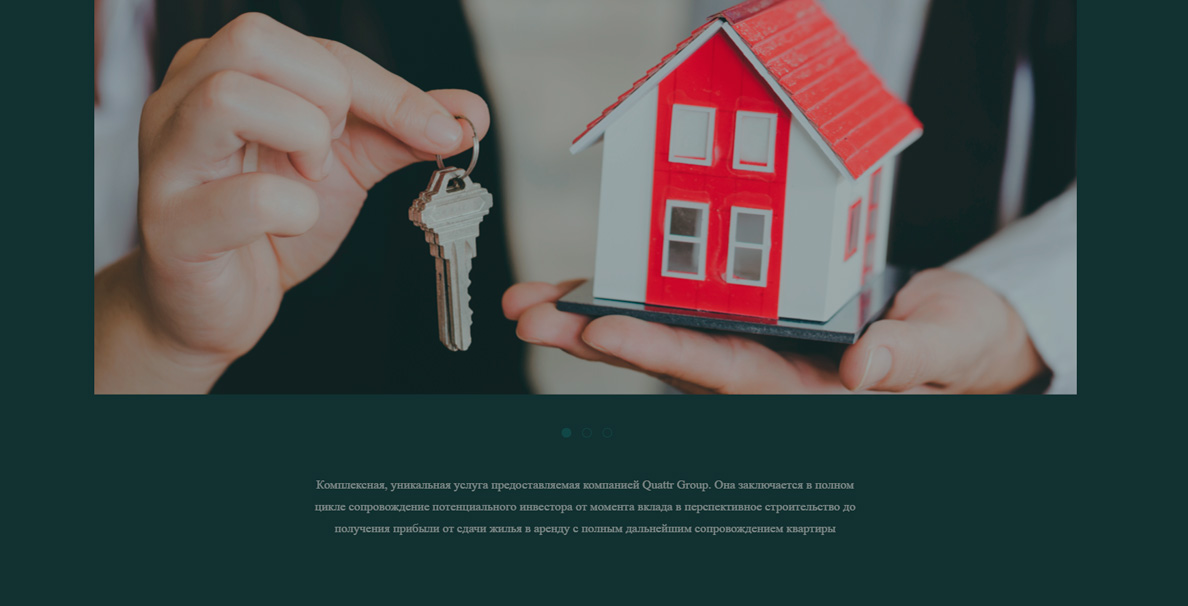 Комплексная, уникальная услуга предоставляемая компанией Quattr Group. Она заключается в полном
цикле сопровождение потенциального инвестора от момента вклада в перспективное строительство до
получения прибыли от сдачи жилья в аренду с полным дальнейшим сопровождением квартиры